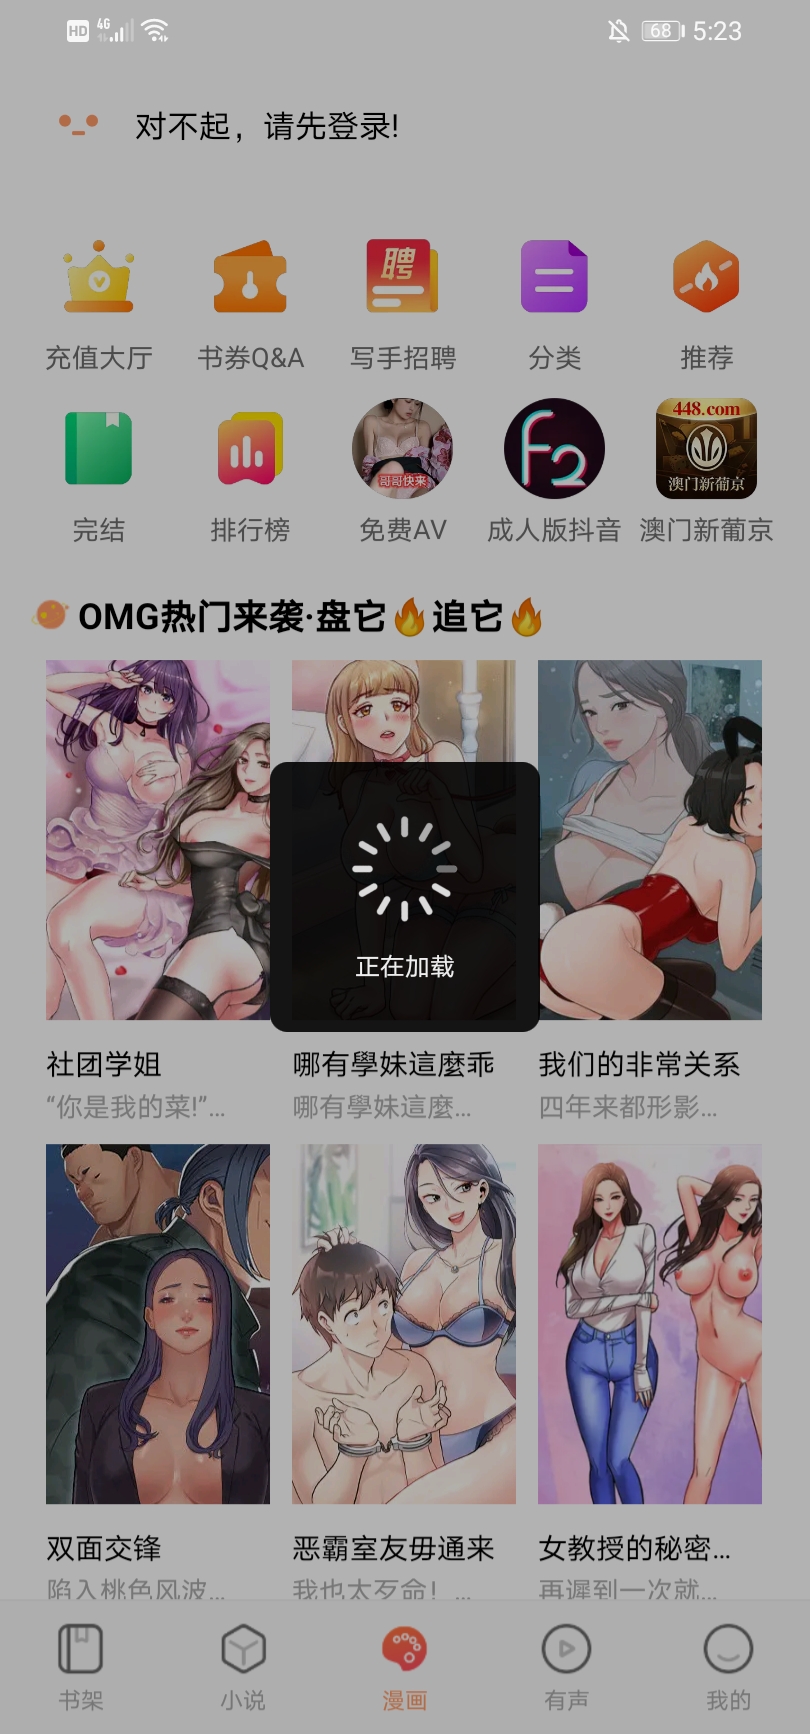 HD 4G 68 5:23
对不起，请先登录!
聘
充值大厅 书券Q&A 写手招聘 分类 推荐
哥哥快来
448.com
澳门新葡京
完结 排行榜 免费AV 成人版抖音 澳门新葡京
OMG热门来袭·盘它🔥追它🔥
正在加载
社团学姐 哪有學妹這麼乖 我们的非常关系
“你是我的菜!”... 哪有學妹這麼... 四年来都形影...
双面交锋 恶霸室友毋通来 女教授的秘密...
陷入桃色风波... 我也太歹命！... 再遲到一次就...
书架 小说 漫画 有声 我的